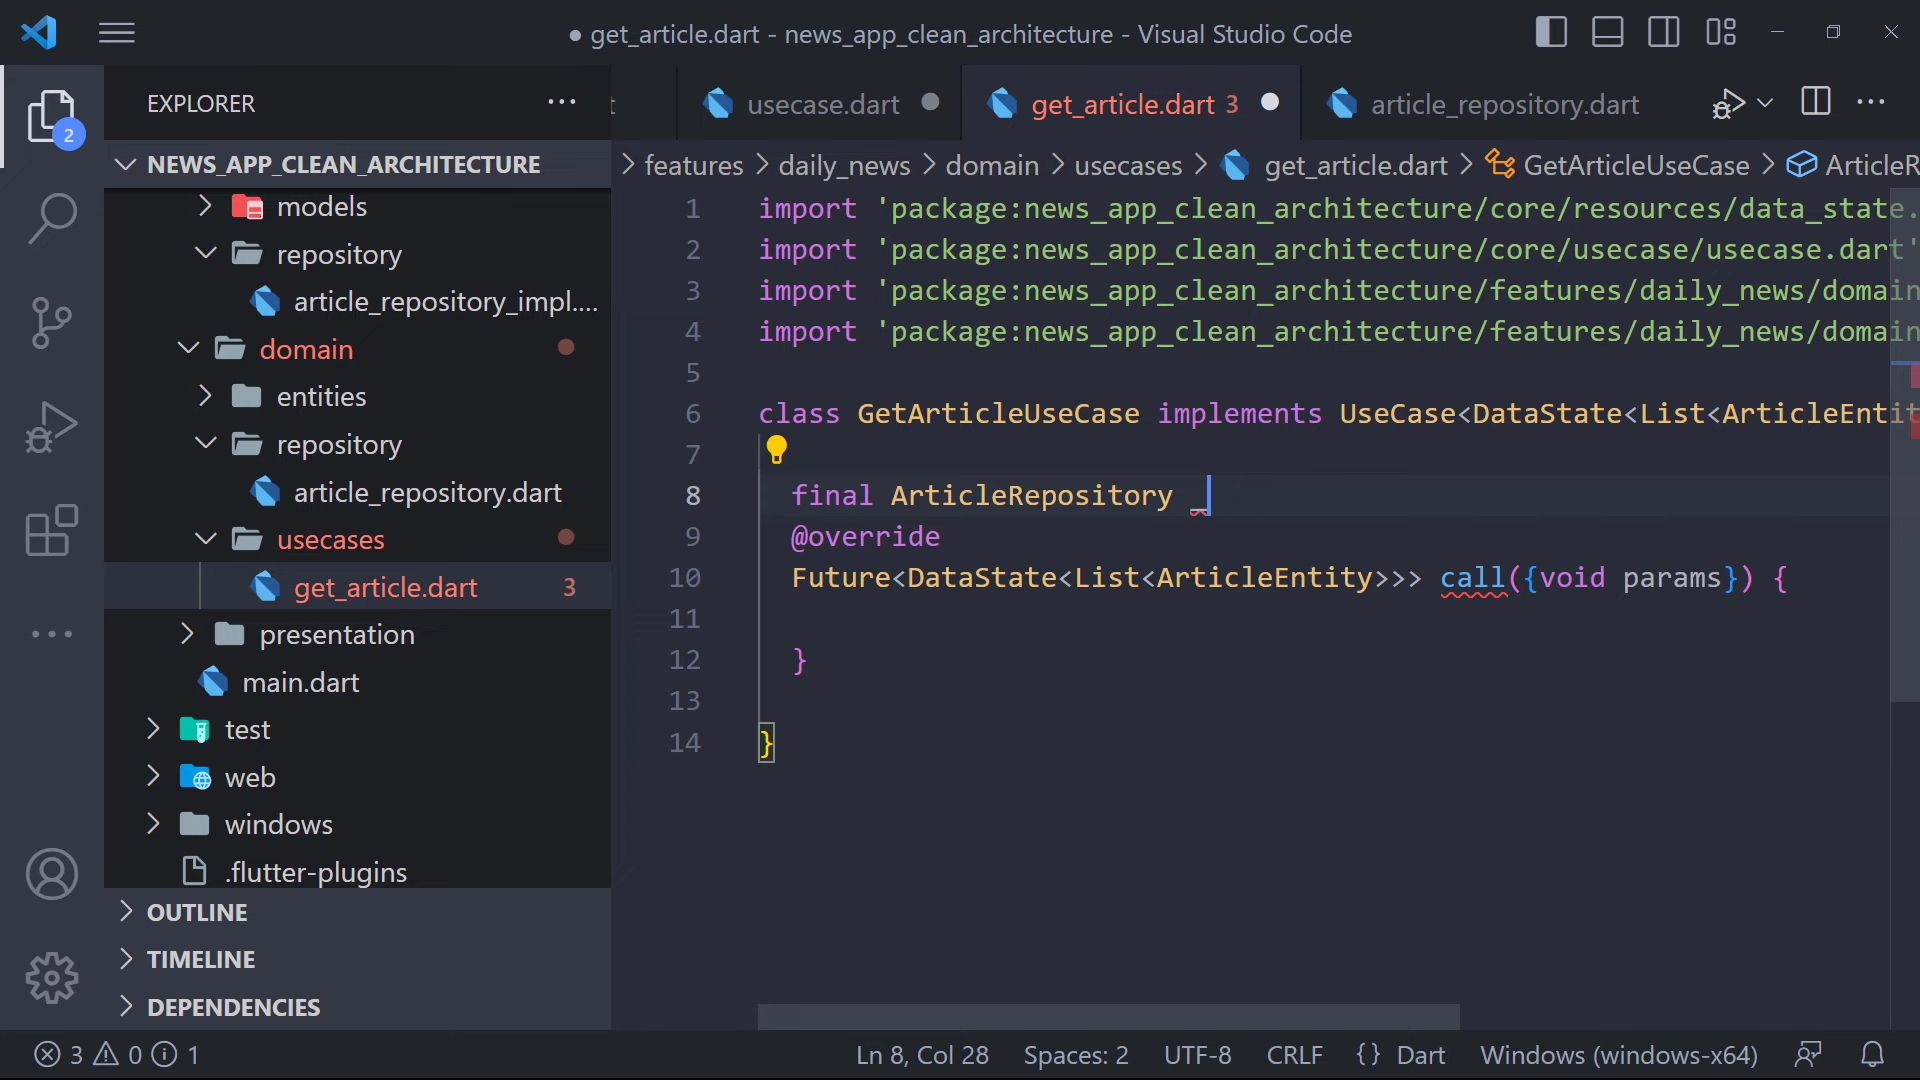 ● get_article.dart - news_app_clean_architecture - Visual Studio Code
EXPLORER
usecase.dart
get_article.dart 3
article_repository.dart
2
NEWS_APP_CLEAN_ARCHITECTURE
features > daily_news > domain > usecases > get_article.dart > GetArticleUseCase > ArticleR
models
repository
article_repository_impl....
domain
entities
repository
article_repository.dart
usecases
get_article.dart 3
presentation
main.dart
test
web
windows
.flutter-plugins
OUTLINE
TIMELINE
DEPENDENCIES
1 import 'package:news_app_clean_architecture/core/resources/data_state.
2 import 'package:news_app_clean_architecture/core/usecase/usecase.dart'
3 import 'package:news_app_clean_architecture/features/daily_news/domain
4 import 'package:news_app_clean_architecture/features/daily_news/domain
5
6 class GetArticleUseCase implements UseCase<DataState<List<ArticleEntit
7
8 final ArticleRepository _
9 @override
10 Future<DataState<List<ArticleEntity>>> call({void params}) {
11
12 }
13
14 }
3 0 1
Ln 8, Col 28 Spaces: 2 UTF-8 CRLF {} Dart Windows (windows-x64)